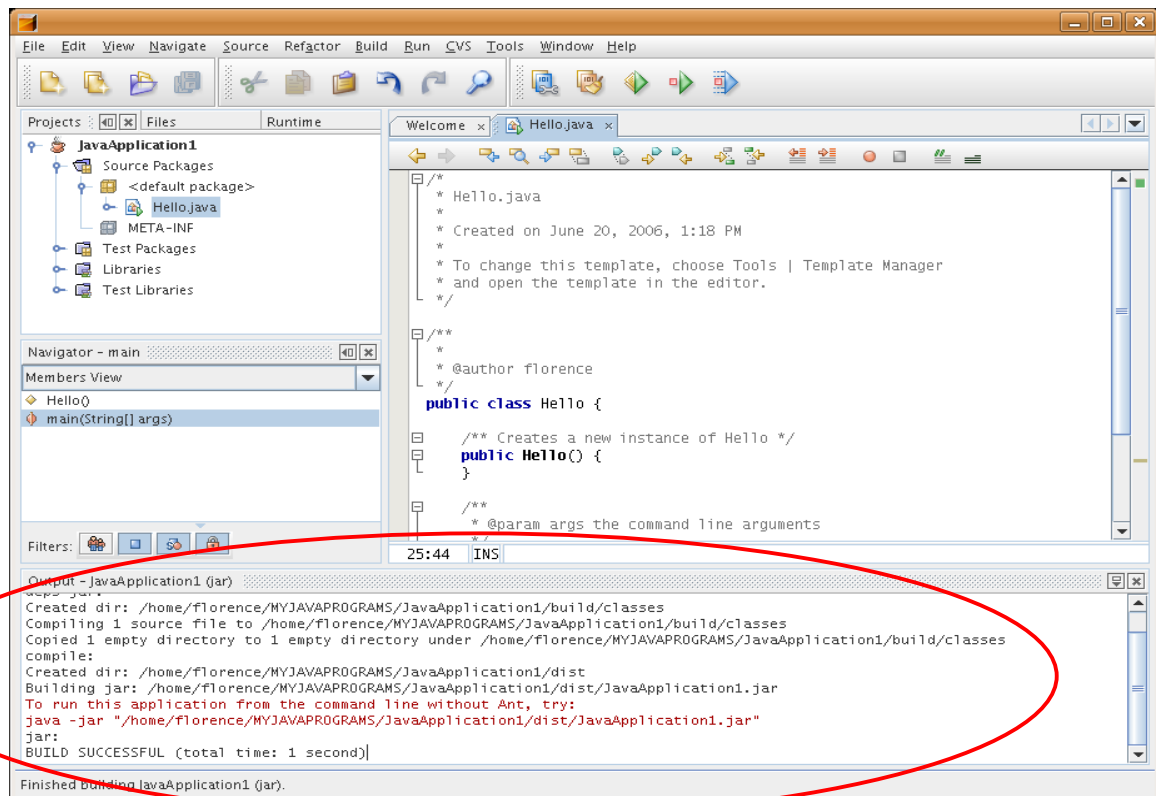 File Edit View Navigate Source Refactor Build Run CVS Tools Window Help
Projects Files Runtime
JavaApplication1
Source Packages
<default package>
Hello.java
META-INF
Test Packages
Libraries
Test Libraries
Navigator - main
Members View
Hello()
main(String[] args)
Filters:
Welcome Hello.java
/*
* Hello.java
*
* Created on June 20, 2006, 1:18 PM
*
* To change this template, choose Tools | Template Manager
* and open the template in the editor.
*/
/**
*
* @author florence
*/
public class Hello {
/** Creates a new instance of Hello */
public Hello() {
}
/**
* @param args the command line arguments
*/
25:44 INS
Output - JavaApplication1 (jar)
deps-jar:
Created dir: /home/florence/MYJAVAPROGRAMS/JavaApplication1/build/classes
Compiling 1 source file to /home/florence/MYJAVAPROGRAMS/JavaApplication1/build/classes
Copied 1 empty directory to 1 empty directory under /home/florence/MYJAVAPROGRAMS/JavaApplication1/build/classes
compile:
Created dir: /home/florence/MYJAVAPROGRAMS/JavaApplication1/dist
Building jar: /home/florence/MYJAVAPROGRAMS/JavaApplication1/dist/JavaApplication1.jar
To run this application from the command line without Ant, try:
java -jar "/home/florence/MYJAVAPROGRAMS/JavaApplication1/dist/JavaApplication1.jar"
jar:
BUILD SUCCESSFUL (total time: 1 second)
Finished building JavaApplication1 (jar).